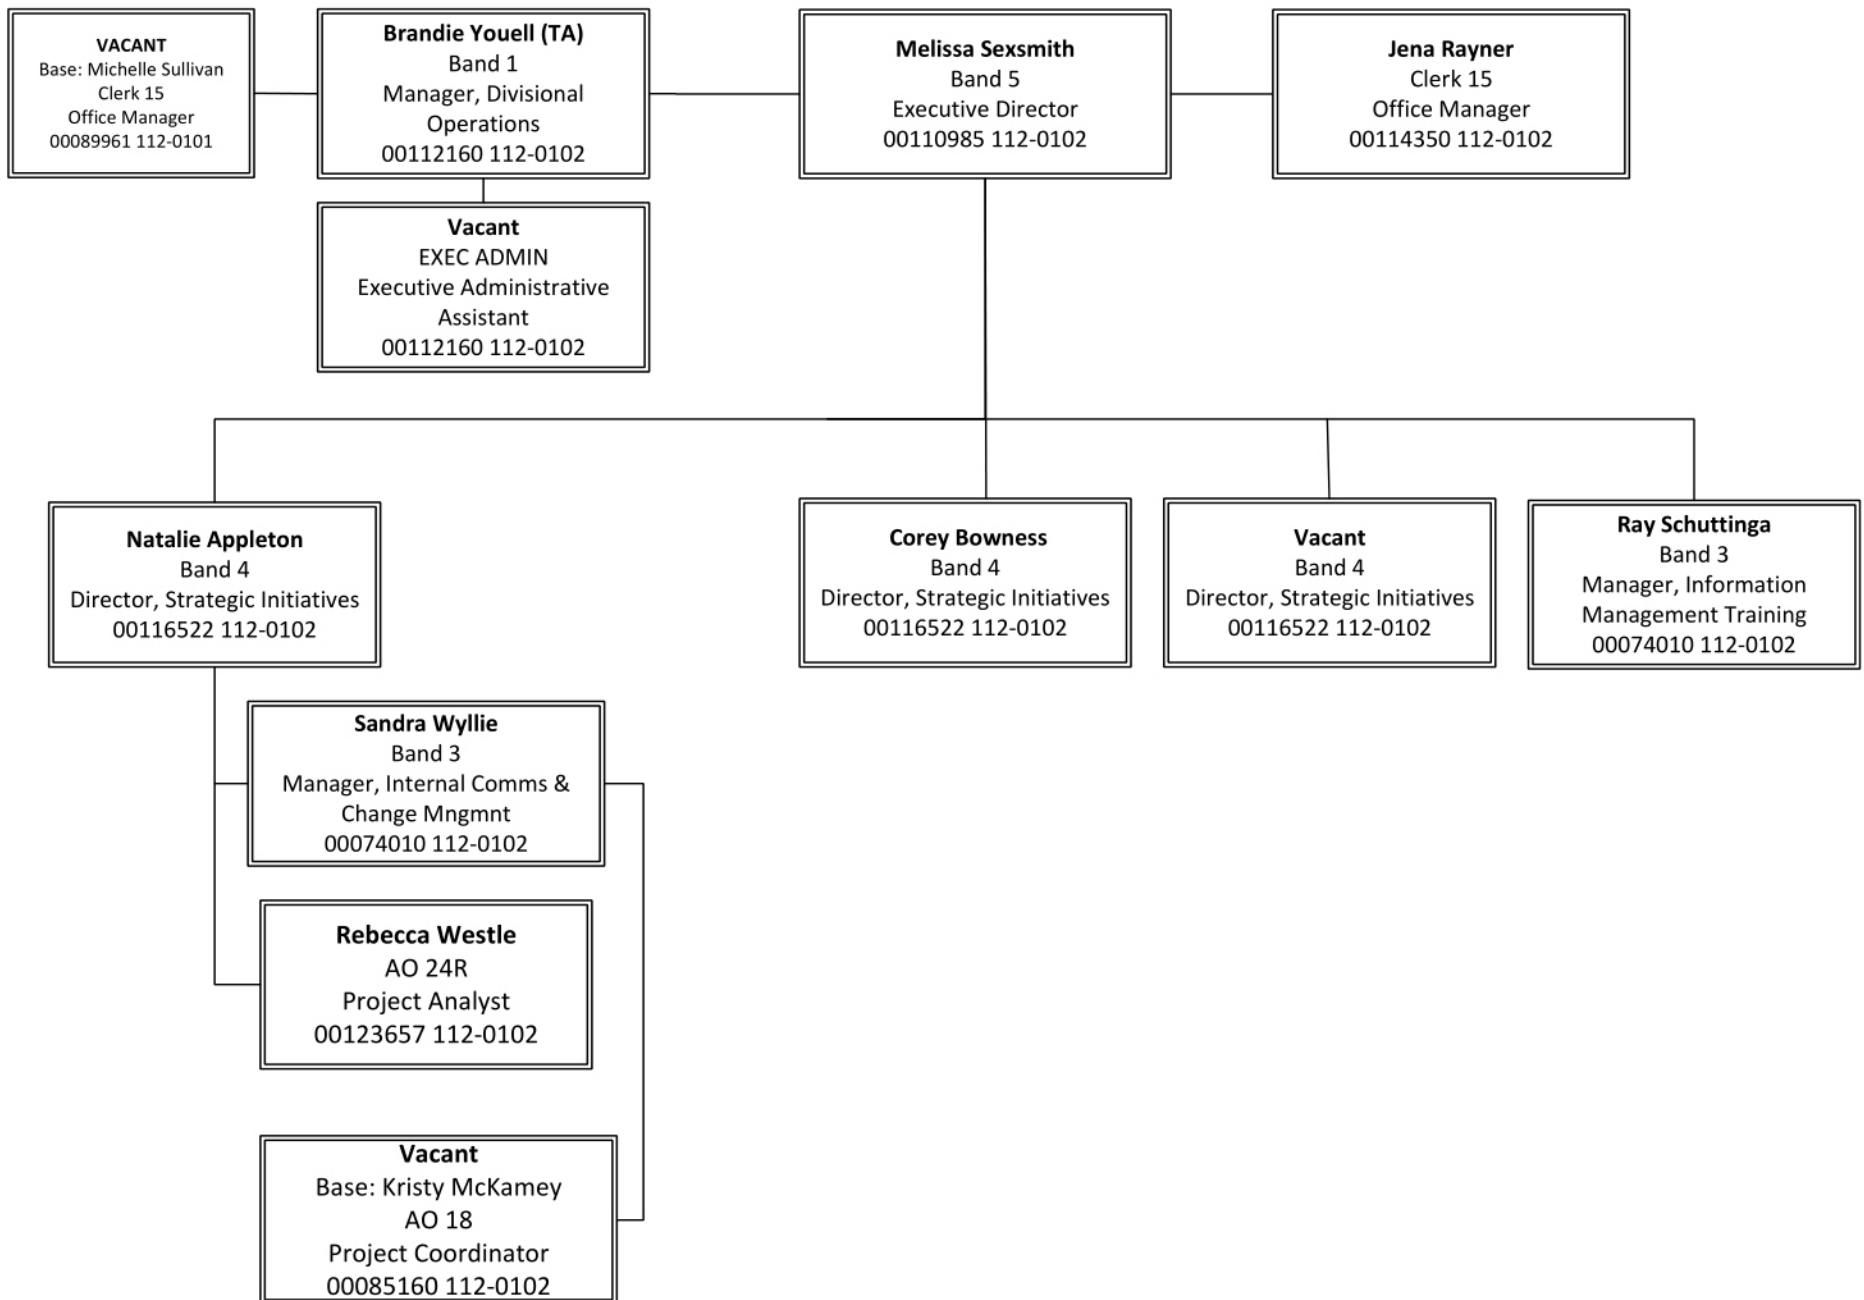 VACANT
Base: Michelle Sullivan
Clerk 15
Office Manager
00089961 112-0101
Brandie Youell (TA)
Band 1
Manager, Divisional
Operations
00112160 112-0102
Melissa Sexsmith
Band 5
Executive Director
00110985 112-0102
Jena Rayner
Clerk 15
Office Manager
00114350 112-0102
Vacant
EXEC ADMIN
Executive Administrative
Assistant
00112160 112-0102
Natalie Appleton
Band 4
Director, Strategic Initiatives
00116522 112-0102
Corey Bowness
Band 4
Director, Strategic Initiatives
00116522 112-0102
Vacant
Band 4
Director, Strategic Initiatives
00116522 112-0102
Ray Schuttinga
Band 3
Manager, Information
Management Training
00074010 112-0102
Sandra Wyllie
Band 3
Manager, Internal Comms &
Change Mngmnt
00074010 112-0102
Rebecca Westle
AO 24R
Project Analyst
00123657 112-0102
Vacant
Base: Kristy McKamey
AO 18
Project Coordinator
00085160 112-0102